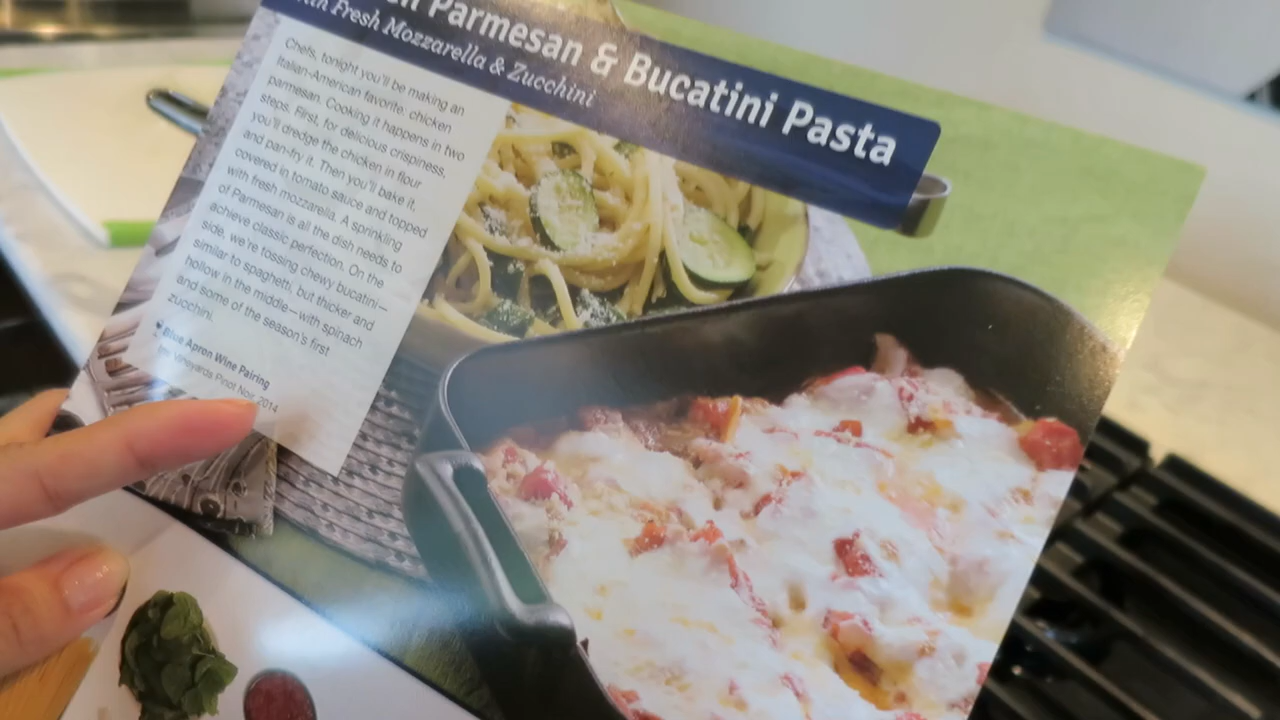 Parmesan & Bucatini Pasta
Fresh Mozzarella & Zucchini
Chefs, tonight you'll be making an
Italian-American favorite: chicken
parmesan. Cooking it happens in two
steps. First, for delicious crispiness,
you'll dredge the chicken in flour
and pan-fry it. Then you'll bake it,
covered in tomato sauce and topped
with fresh mozzarella. A sprinkling
of Parmesan is all the dish needs to
achieve classic perfection. On the
side, we're tossing chewy bucatini—
similar to spaghetti, but thicker and
hollow in the middle—with spinach
and some of the season's first
zucchini.
Blue Apron Wine Pairing
Vineyards Pinot Noir, 2014